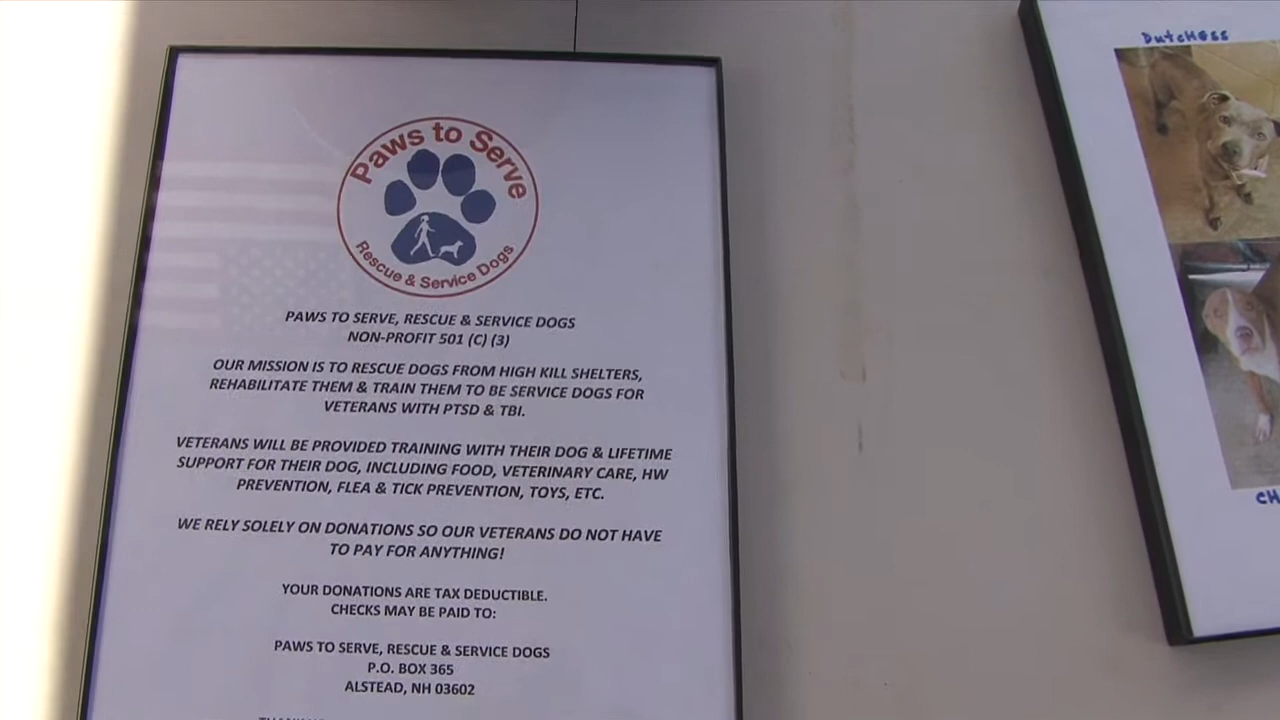 Paws to Serve
Rescue & Service Dogs
PAWS TO SERVE, RESCUE & SERVICE DOGS
NON-PROFIT 501 (C) (3)
OUR MISSION IS TO RESCUE DOGS FROM HIGH KILL SHELTERS,
REHABILITATE THEM & TRAIN THEM TO BE SERVICE DOGS FOR
VETERANS WITH PTSD & TBI.
VETERANS WILL BE PROVIDED TRAINING WITH THEIR DOG & LIFETIME
SUPPORT FOR THEIR DOG, INCLUDING FOOD, VETERINARY CARE, HW
PREVENTION, FLEA & TICK PREVENTION, TOYS, ETC.
WE RELY SOLELY ON DONATIONS SO OUR VETERANS DO NOT HAVE
TO PAY FOR ANYTHING!
YOUR DONATIONS ARE TAX DEDUCTIBLE.
CHECKS MAY BE PAID TO:
PAWS TO SERVE, RESCUE & SERVICE DOGS
P.O. BOX 365
ALSTEAD, NH 03602
DutcHess